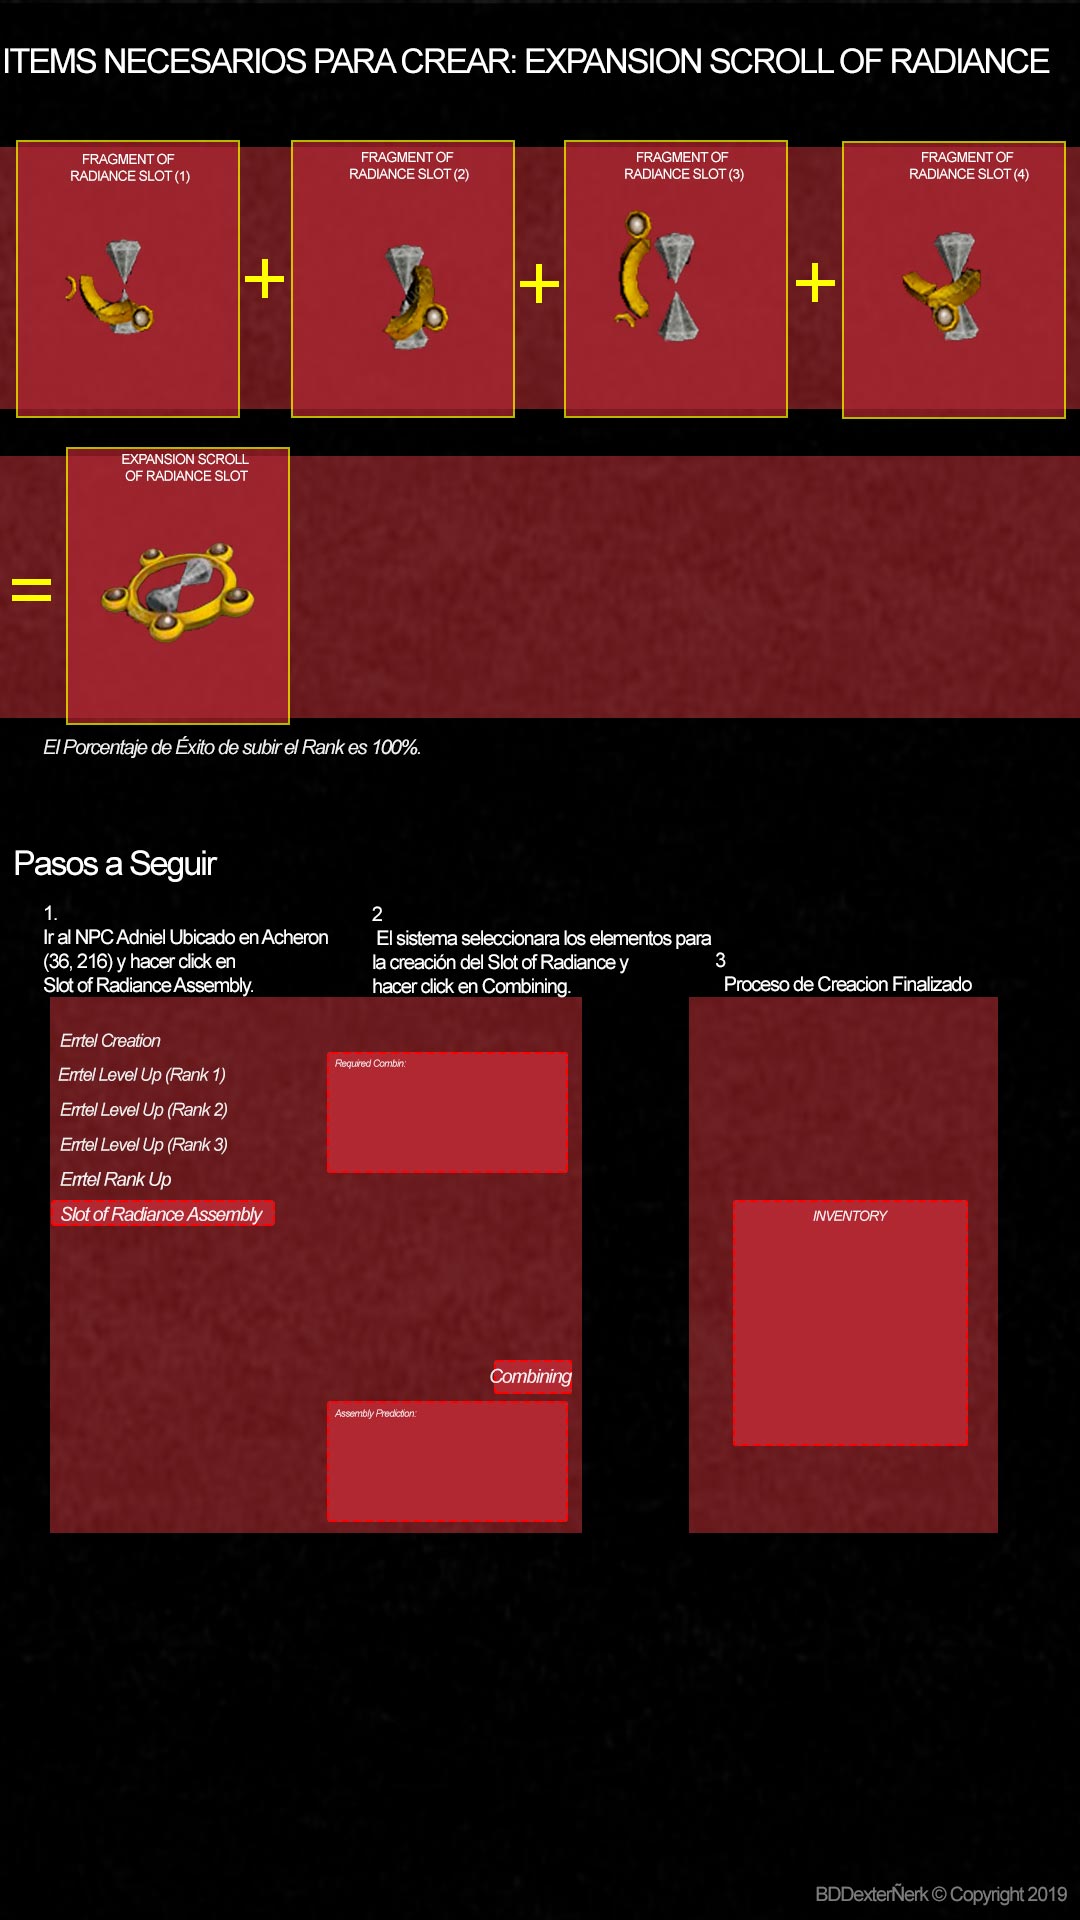 ITEMS NECESARIOS PARA CREAR: EXPANSION SCROLL OF RADIANCE
FRAGMENT OF
RADIANCE SLOT (1)
+
FRAGMENT OF
RADIANCE SLOT (2)
+
FRAGMENT OF
RADIANCE SLOT (3)
+
FRAGMENT OF
RADIANCE SLOT (4)
=
EXPANSION SCROLL
OF RADIANCE SLOT
El Porcentaje de Éxito de subir el Rank es 100%.
Pasos a Seguir
1.
Ir al NPC Adniel Ubicado en Acheron
(36, 216) y hacer click en
Slot of Radiance Assembly.
2
El sistema seleccionara los elementos para
la creación del Slot of Radiance y
hacer click en Combining.
3
Proceso de Creacion Finalizado
Errtel Creation
Errtel Level Up (Rank 1)
Errtel Level Up (Rank 2)
Errtel Level Up (Rank 3)
Errtel Rank Up
Slot of Radiance Assembly
Required Combin:
Combining
Assembly Prediction:
INVENTORY
BDDexterÑerk © Copyright 2019